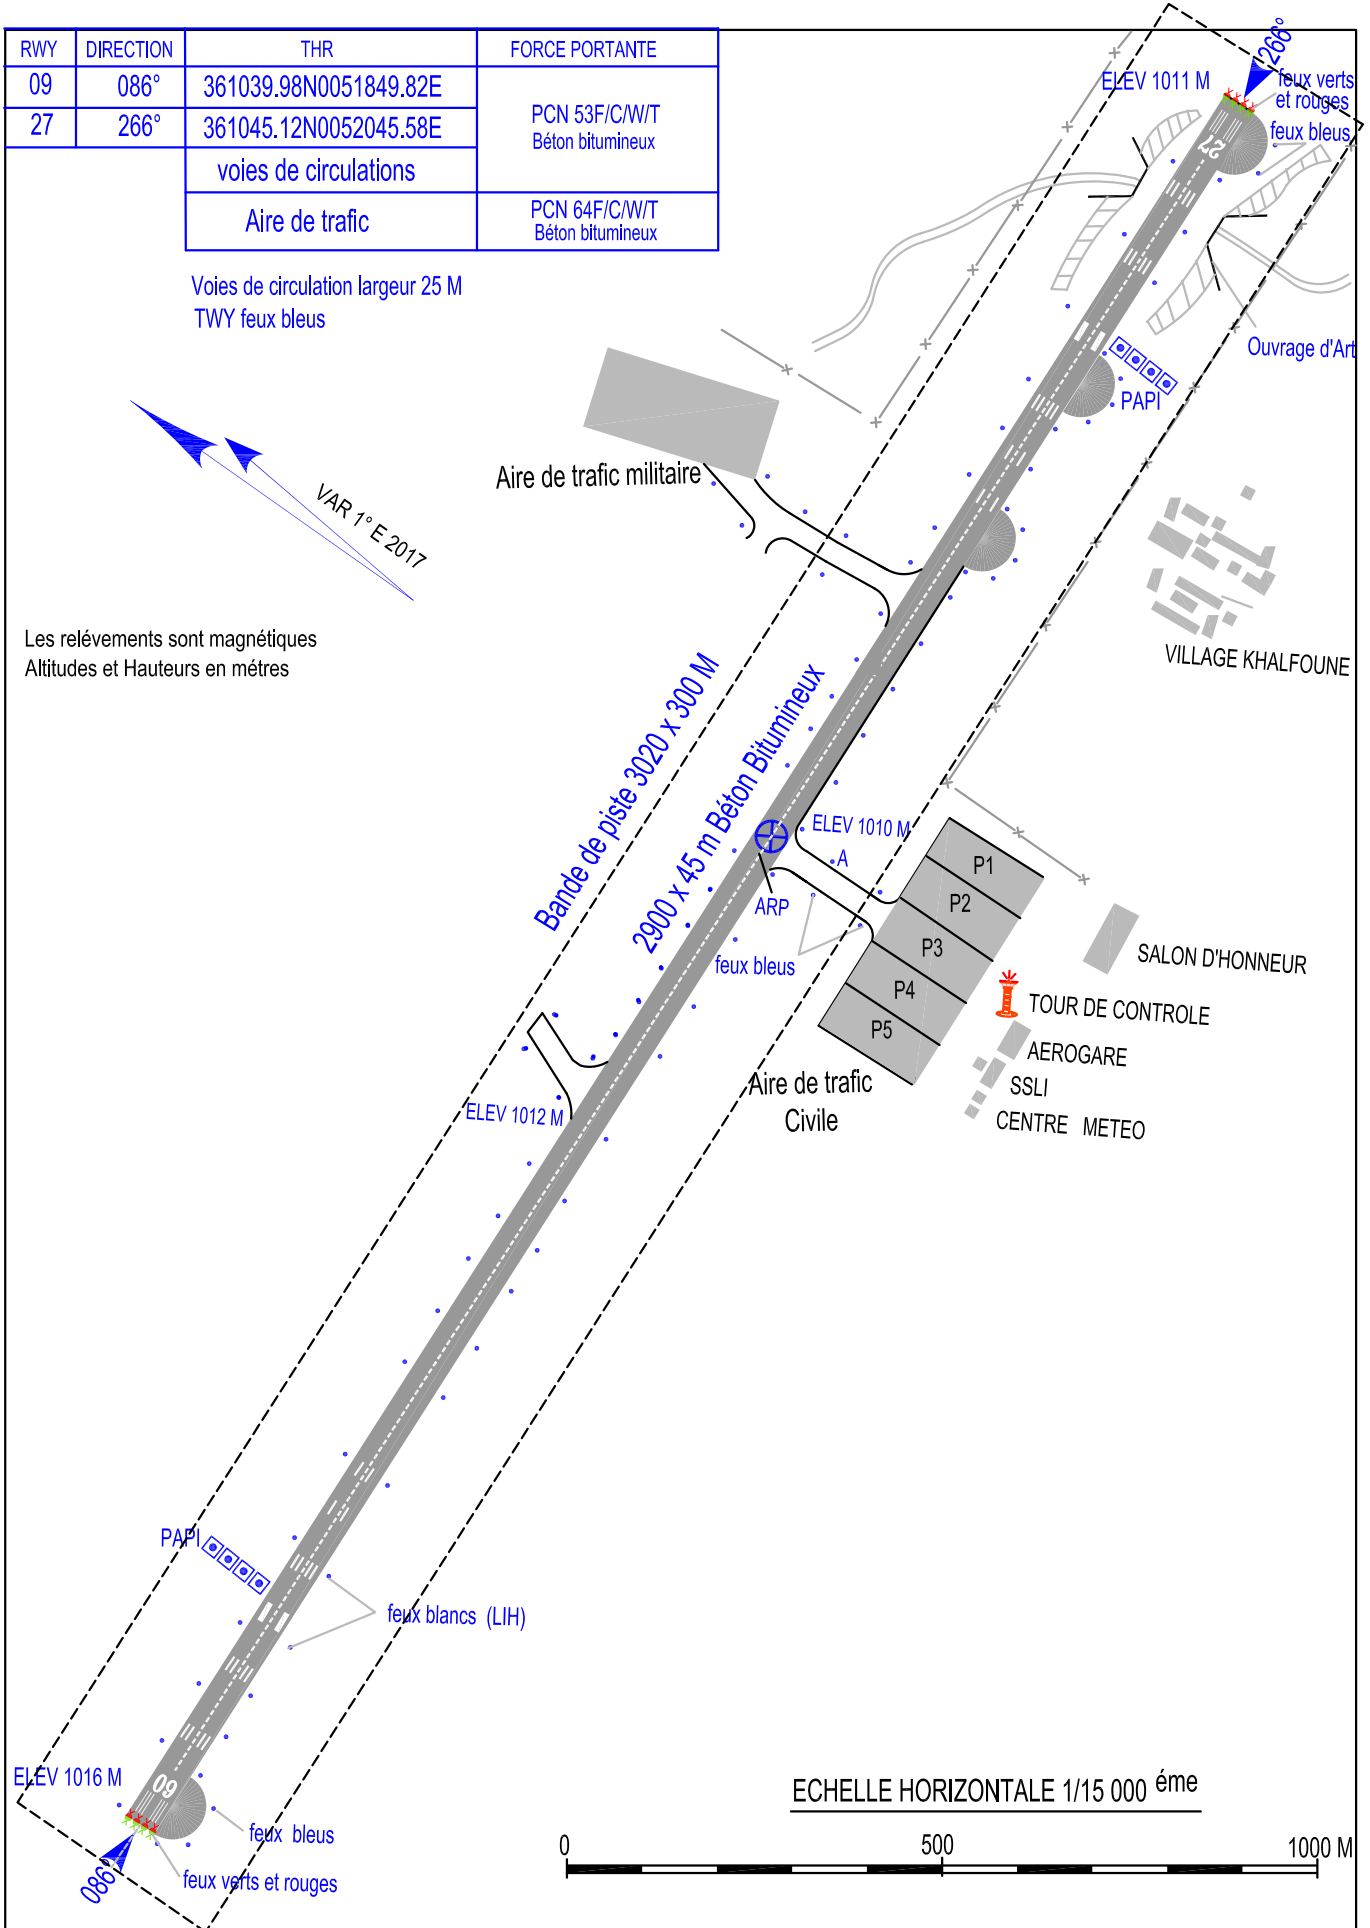 RWY DIRECTION THR FORCE PORTANTE
09 086° 361039.98N0051849.82E
27 266° 361045.12N0052045.58E
PCN 53F/C/W/T
Béton bitumineux
voies de circulations
Aire de trafic
PCN 64F/C/W/T
Béton bitumineux
Voies de circulation largeur 25 M
TWY feux bleus
266°
ELEV 1011 M
feux verts
et rouges
feux bleus
27
Ouvrage d'Art
PAPI
Aire de trafic militaire
VAR 1° E 2017
Les relévements sont magnétiques
Altitudes et Hauteurs en métres
VILLAGE KHALFOUNE
Bande de piste 3020 x 300 M
2900 x 45 m Béton Bitumineux
ELEV 1010 M
A
ARP
feux bleus
P1
P2
P3
P4
P5
SALON D'HONNEUR
TOUR DE CONTROLE
AEROGARE
SSLI
CENTRE METEO
Aire de trafic
Civile
ELEV 1012 M
PAPI
feux blancs (LIH)
ELEV 1016 M
09
feux bleus
086°
feux verts et rouges
ECHELLE HORIZONTALE 1/15 000 éme
0 500 1000 M